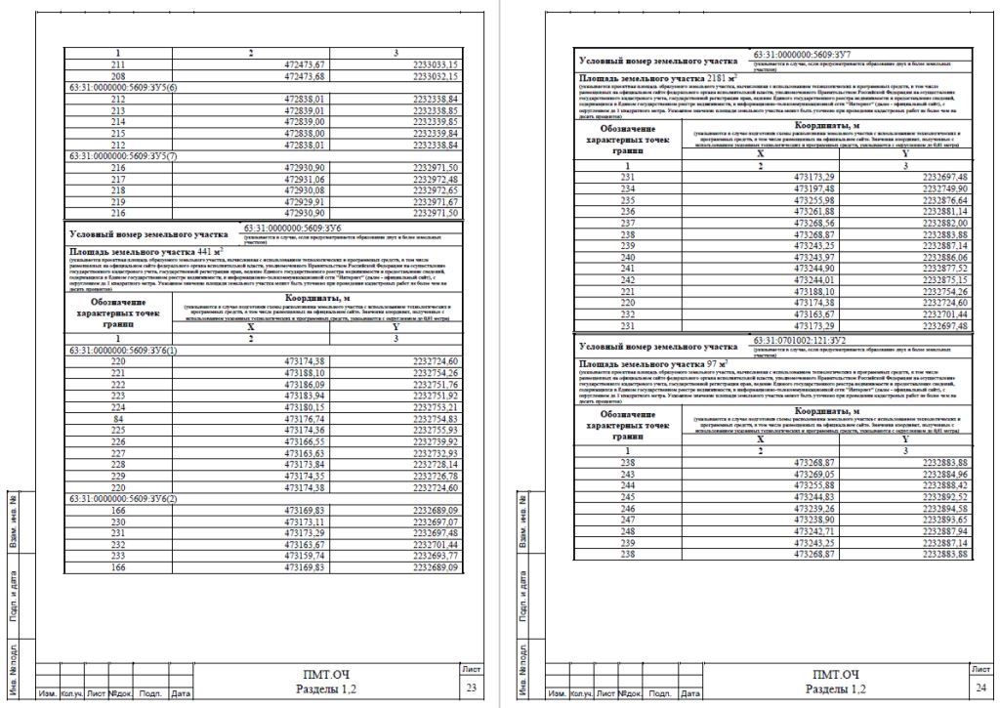 1 2 3
211 472473,67 2233033,15
208 472473,68 2233032,15
63:31:0000000:5609:ЗУ5(6)
212 472838,01 2232338,84
213 472839,01 2232338,85
214 472839,00 2232339,85
215 472838,00 2232339,84
212 472838,01 2232338,84
63:31:0000000:5609:ЗУ5(7)
216 472930,90 2232971,50
217 472931,06 2232972,48
218 472930,08 2232972,65
219 472929,91 2232971,67
216 472930,90 2232971,50
Условный номер земельного участка 63:31:0000000:5609:ЗУ6
(указывается в случае, если предусматривается образование двух и более земельных
участков)
Площадь земельного участка 441 м2
(указывается проектная площадь образуемого земельного участка, вычисленная с использованием технологических и программных средств, в том числе
размещенных на официальном сайте федерального органа исполнительной власти, уполномоченного Правительством Российской Федерации на осуществление
государственного кадастрового учета, государственной регистрации прав, ведение Единого государственного реестра недвижимости и предоставление сведений,
содержащихся в Едином государственном реестре недвижимости, в информационно-телекоммуникационной сети "Интернет" (далее - официальный сайт), с
округлением до 1 квадратного метра. Указанное значение площади земельного участка может быть уточнено при проведении кадастровых работ не более чем на
десять процентов)
Обозначение
характерных точек
границ
Координаты, м
(указываются в случае подготовки схемы расположения земельного участка с использованием технологических и
программных средств, в том числе размещенных на официальном сайте. Значения координат, полученные с
использованием указанных технологических и программных средств, указываются с округлением до 0,01 метра)
X Y
1 2 3
63:31:0000000:5609:ЗУ6(1)
220 473174,38 2232724,60
221 473188,10 2232754,26
222 473186,09 2232751,76
223 473183,94 2232751,92
224 473180,15 2232753,21
84 473176,74 2232754,83
225 473174,36 2232755,93
226 473166,55 2232739,92
227 473163,63 2232732,93
228 473173,84 2232728,14
229 473174,35 2232726,78
220 473174,38 2232724,60
63:31:0000000:5609:ЗУ6(2)
166 473169,83 2232689,09
230 473173,11 2232697,07
231 473173,29 2232697,48
232 473163,67 2232701,44
233 473159,74 2232693,77
166 473169,83 2232689,09
Взам. инв. №
Подп. и дата
Инв. № подл.
Изм. Кол.уч. Лист №док. Подп. Дата
ПМТ.ОЧ
Разделы 1,2
Лист
23
Условный номер земельного участка 63:31:0000000:5609:ЗУ7
(указывается в случае, если предусматривается образование двух и более земельных
участков)
Площадь земельного участка 2181 м2
(указывается проектная площадь образуемого земельного участка, вычисленная с использованием технологических и программных средств, в том числе
размещенных на официальном сайте федерального органа исполнительной власти, уполномоченного Правительством Российской Федерации на осуществление
государственного кадастрового учета, государственной регистрации прав, ведение Единого государственного реестра недвижимости и предоставление сведений,
содержащихся в Едином государственном реестре недвижимости, в информационно-телекоммуникационной сети "Интернет" (далее - официальный сайт), с
округлением до 1 квадратного метра. Указанное значение площади земельного участка может быть уточнено при проведении кадастровых работ не более чем на
десять процентов)
Обозначение
характерных точек
границ
Координаты, м
(указываются в случае подготовки схемы расположения земельного участка с использованием технологических и
программных средств, в том числе размещенных на официальном сайте. Значения координат, полученные с
использованием указанных технологических и программных средств, указываются с округлением до 0,01 метра)
X Y
1 2 3
231 473173,29 2232697,48
234 473197,48 2232749,90
235 473255,98 2232876,64
236 473261,88 2232881,14
237 473268,56 2232882,00
238 473268,87 2232883,88
239 473243,25 2232887,14
240 473243,97 2232886,06
241 473244,90 2232877,52
242 473244,01 2232875,15
221 473188,10 2232754,26
220 473174,38 2232724,60
232 473163,67 2232701,44
231 473173,29 2232697,48
Условный номер земельного участка 63:31:0701002:121:ЗУ2
(указывается в случае, если предусматривается образование двух и более земельных
участков)
Площадь земельного участка 97 м2
(указывается проектная площадь образуемого земельного участка, вычисленная с использованием технологических и программных средств, в том числе
размещенных на официальном сайте федерального органа исполнительной власти, уполномоченного Правительством Российской Федерации на осуществление
государственного кадастрового учета, государственной регистрации прав, ведение Единого государственного реестра недвижимости и предоставление сведений,
содержащихся в Едином государственном реестре недвижимости, в информационно-телекоммуникационной сети "Интернет" (далее - официальный сайт), с
округлением до 1 квадратного метра. Указанное значение площади земельного участка может быть уточнено при проведении кадастровых работ не более чем на
десять процентов)
Обозначение
характерных точек
границ
Координаты, м
(указываются в случае подготовки схемы расположения земельного участка с использованием технологических и
программных средств, в том числе размещенных на официальном сайте. Значения координат, полученные с
использованием указанных технологических и программных средств, указываются с округлением до 0,01 метра)
X Y
1 2 3
238 473268,87 2232883,88
243 473269,05 2232884,96
244 473255,88 2232888,42
245 473244,83 2232892,52
246 473239,26 2232894,58
247 473238,90 2232893,65
248 473242,71 2232887,94
239 473243,25 2232887,14
238 473268,87 2232883,88
Взам. инв. №
Подп. и дата
Инв. № подл.
Изм. Кол.уч. Лист №док. Подп. Дата
ПМТ.ОЧ
Разделы 1,2
Лист
24